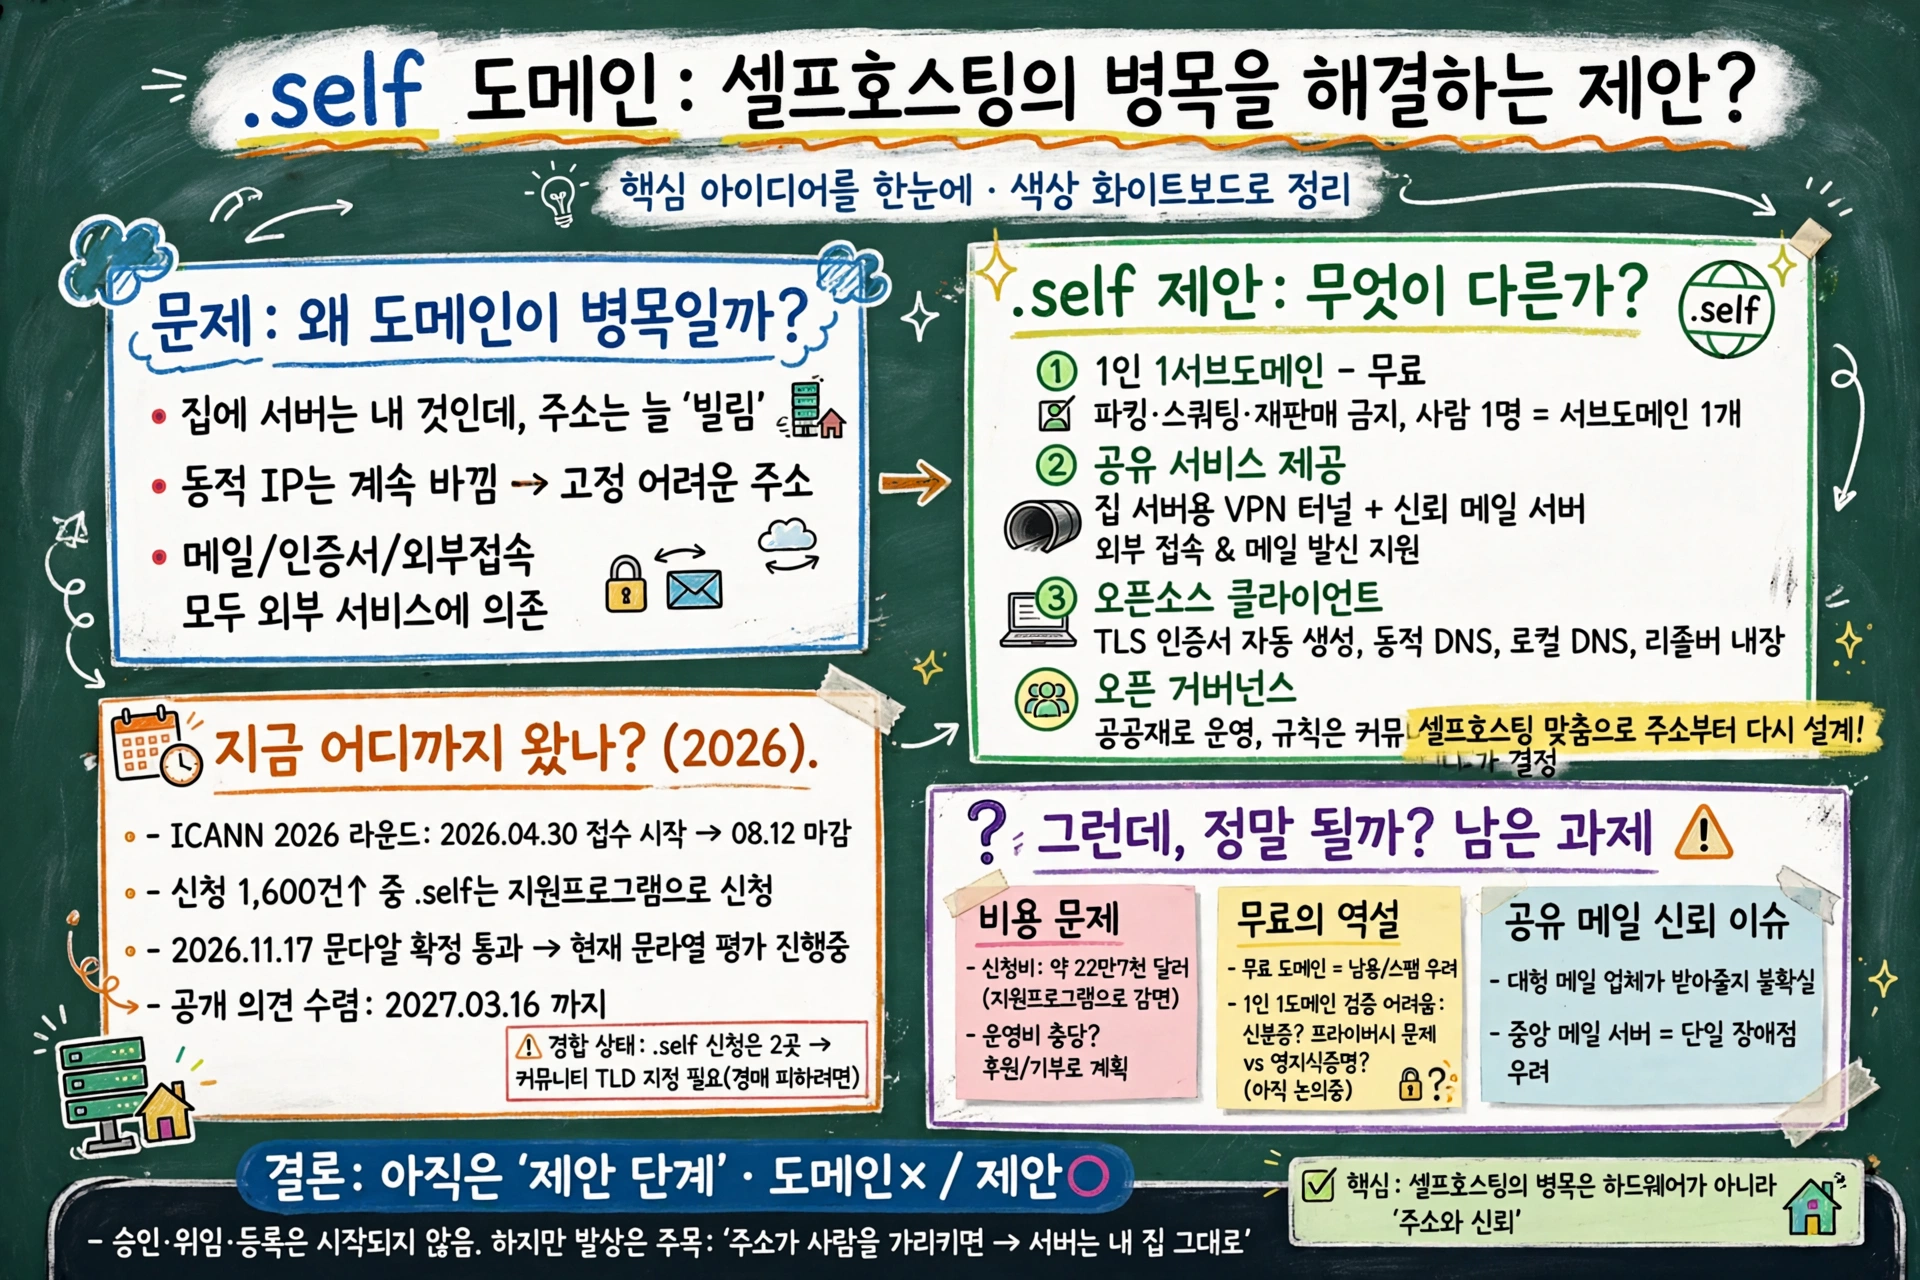 .self 도메인: 셀프호스팅의 병목을 해결하는 제안?
핵심 아이디어를 한눈에 · 색상 화이트보드로 정리
문제: 왜 도메인이 병목일까?
• 집에 서버는 내 것인데, 주소는 늘 '빌림'
• 동적 IP는 계속 바낌 → 고정 어려운 주소
• 메일/인증서/외부접속
모두 외부 서비스에 의존
.self 제안: 무엇이 다른가?
.self
1 1인 1서브도메인 - 무료
파킹·스쿼팅·재판매 금지, 사람 1명 = 서브도메인 1개
2 공유 서비스 제공
집 서버용 VPN 터널 + 신뢰 메일 서버
외부 접속 & 메일 발신 지원
3 오픈소스 클라이언트
TLS 인증서 자동 생성, 동적 DNS, 로컬 DNS, 리졸버 내장
오픈 거버넌스
공공재로 운영, 규칙은 커뮤
셀프호스팅 맞춤으로 주소부터 다시 설계!
가 결정
지금 어디까지 왔나? (2026).
- ICANN 2026 라운드: 2026.04.30 접수 시작 → 08.12 마감
- 신청 1,600건↑ 중 .self는 지원프로그램으로 신청
- 2026.11.17 문다알 확정 통과 → 현재 문라열 평가 진행중
- 공개 의견 수렴: 2027.03.16 까지
경합 상태: .self 신청은 2곳 →
커뮤니티 TLD 지정 필요(경매 피하려면)
? 그런데, 정말 될까? 남은 과제
비용 문제
- 신청비: 약 22만7천 달러
(지원프로그램으로 감면)
- 운영비 충당?
후원/기부로 계획
무료의 역설
- 무료 도메인 = 남용/스팸 우려
- 1인 1도메인 검증 어려움:
신분증? 프라이버시 문제
vs 영지식증명?
(아직 논의중)
?
공유 메일 신뢰 이슈
- 대형 메일 업체가 받아줄지 불확실
- 중앙 메일 서버 = 단일 장애점
우려
결론: 아직은 '제안 단계' · 도메인× / 제안○
- 승인·위임·등록은 시작되지 않음. 하지만 발상은 주목: '주소가 사람을 가리키면 → 서버는 내 집 그대로'
핵심: 셀프호스팅의 병목은 하드웨어가 아니라
'주소와 신뢰'